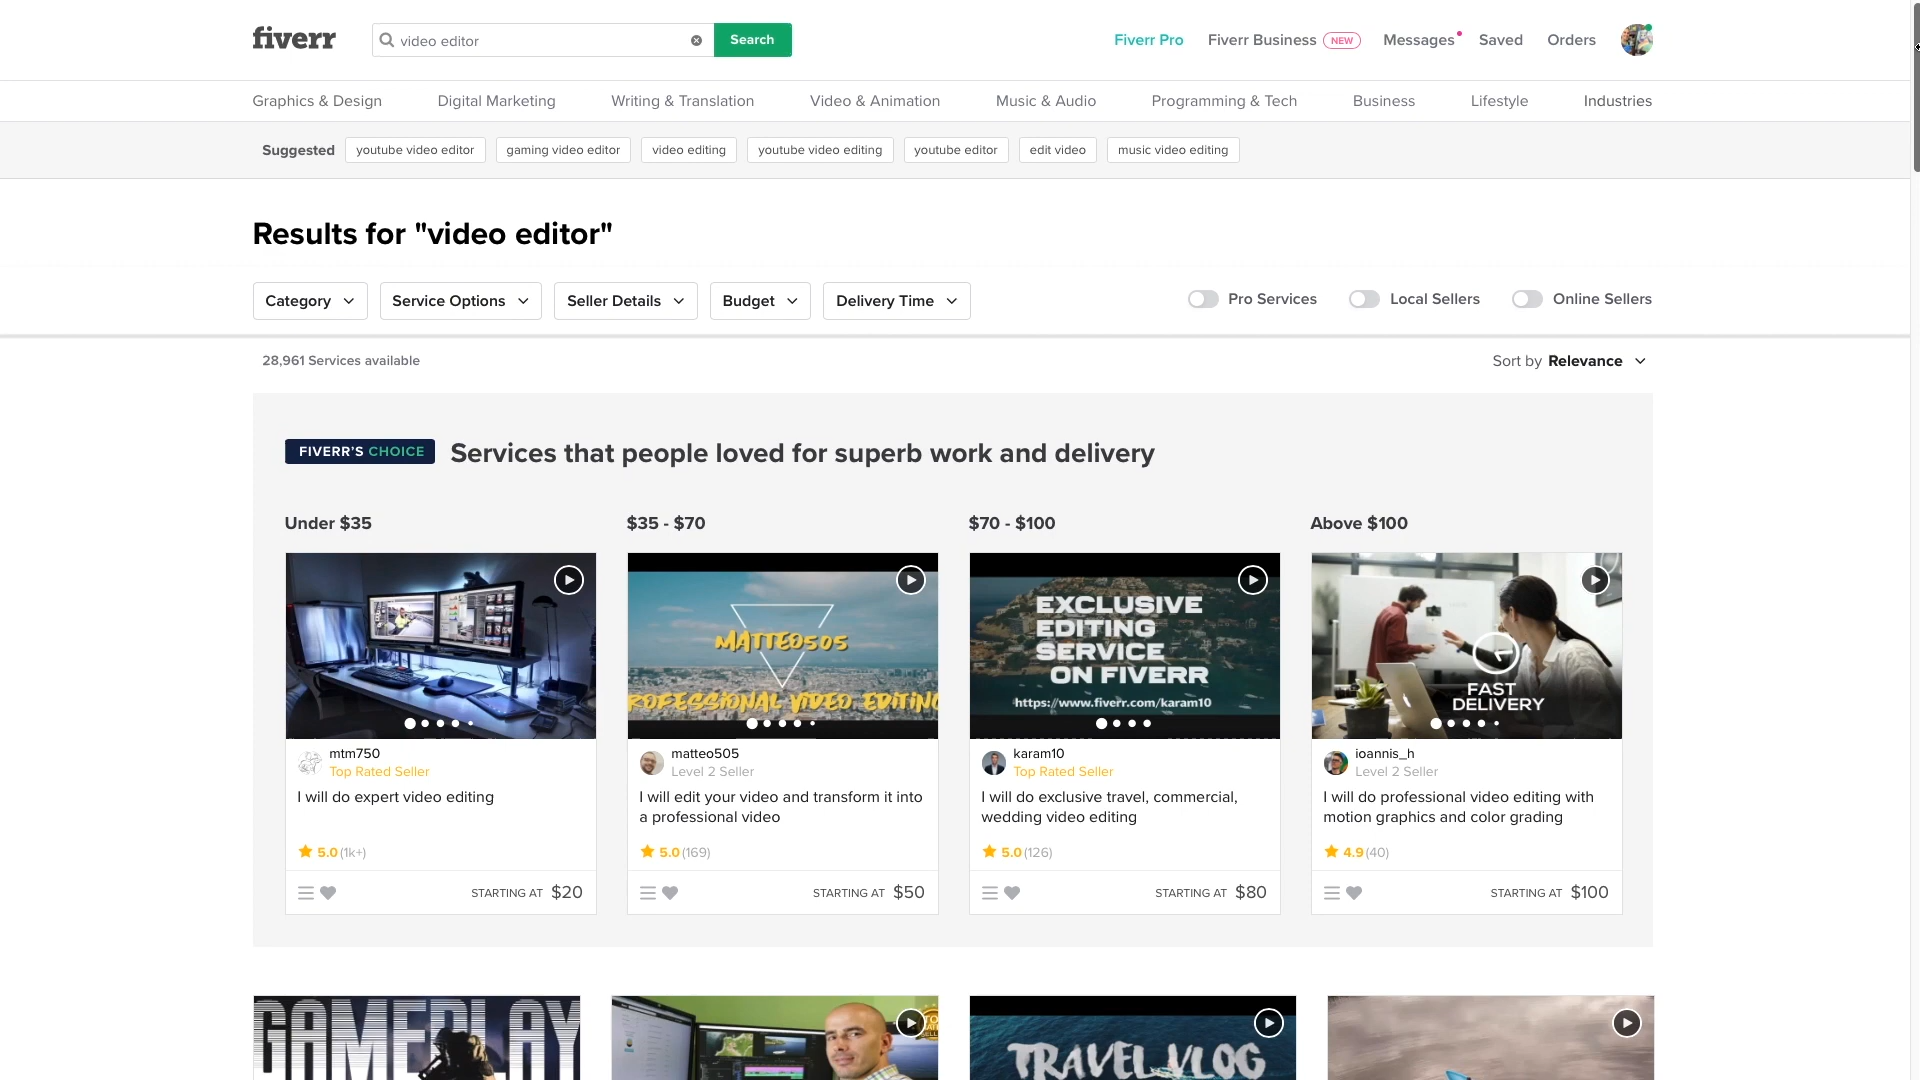 fiverr
video editor
Search
Fiverr Pro
Fiverr Business NEW
Messages
Saved
Orders
Graphics & Design
Digital Marketing
Writing & Translation
Video & Animation
Music & Audio
Programming & Tech
Business
Lifestyle
Industries
Suggested
youtube video editor
gaming video editor
video editing
youtube video editing
youtube editor
edit video
music video editing
Results for "video editor"
Category
Service Options
Seller Details
Budget
Delivery Time
Pro Services
Local Sellers
Online Sellers
28,961 Services available
Sort by Relevance
FIVERR'S CHOICE
Services that people loved for superb work and delivery
Under $35
mtm750
Top Rated Seller
I will do expert video editing
5.0 (1k+)
STARTING AT $20
$35 - $70
MATTEO505
ROFESSIONAL VIDEO EDITING
matteo505
Level 2 Seller
I will edit your video and transform it into
a professional video
5.0 (169)
STARTING AT $50
$70 - $100
EXCLUSIVE
EDITING
SERVICE
ON FIVERR
https://www.fiverr.com/karam10
karam10
Top Rated Seller
I will do exclusive travel, commercial,
wedding video editing
5.0 (126)
STARTING AT $80
Above $100
FAST
DELIVERY
ioannis_h
Level 2 Seller
I will do professional video editing with
motion graphics and color grading
4.9 (40)
STARTING AT $100
GAMEPLAY
TRAVEL VLOG